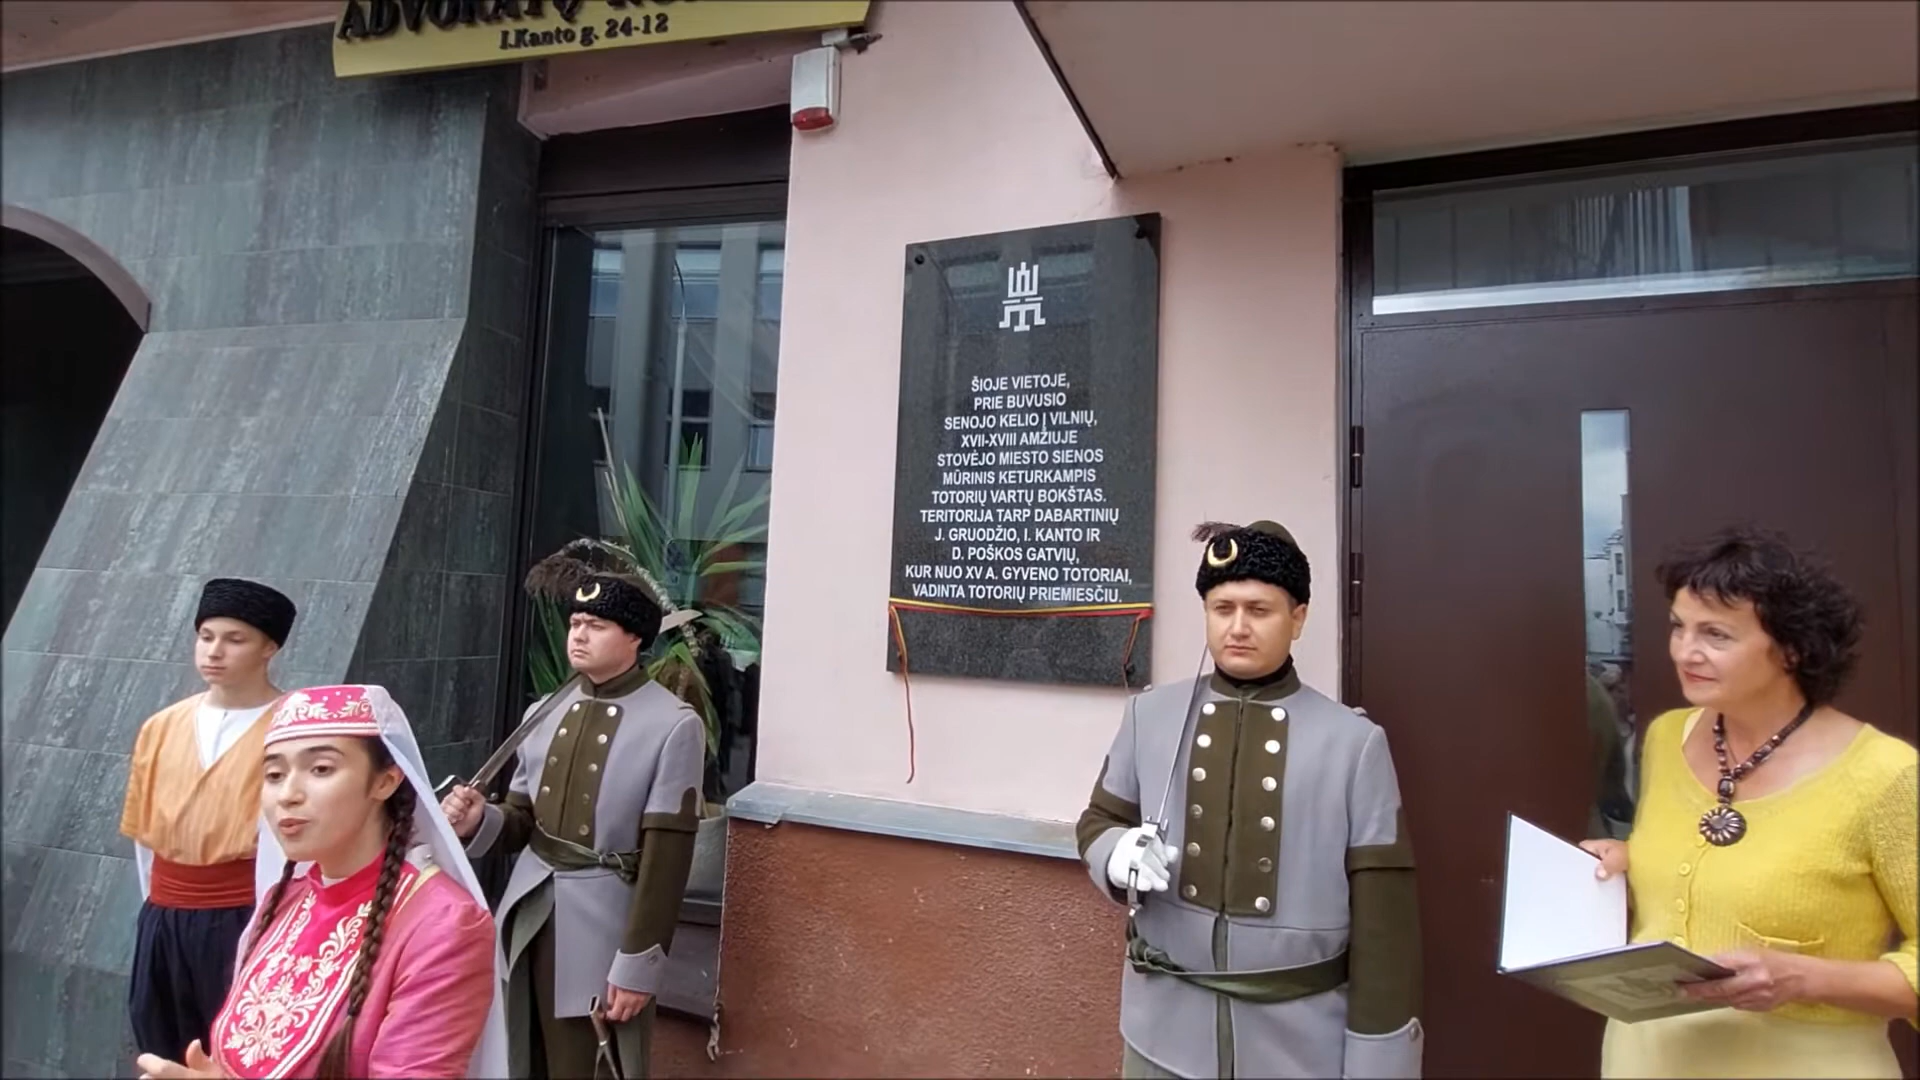 ADVOKATŲ
I.Kanto g. 24-12
ŠIOJE VIETOJE,
PRIE BUVUSIO
SENOJO KELIO Į VILNIŲ,
XVII-XVIII AMŽIUJE
STOVĖJO MIESTO SIENOS
MŪRINIS KETURKAMPIS
TOTORIŲ VARTŲ BOKŠTAS.
TERITORIJA TARP DABARTINIŲ
J. GRUODŽIO, I. KANTO IR
D. POŠKOS GATVIŲ,
KUR NUO XV A. GYVENO TOTORIAI,
VADINTA TOTORIŲ PRIEMIESČIU.